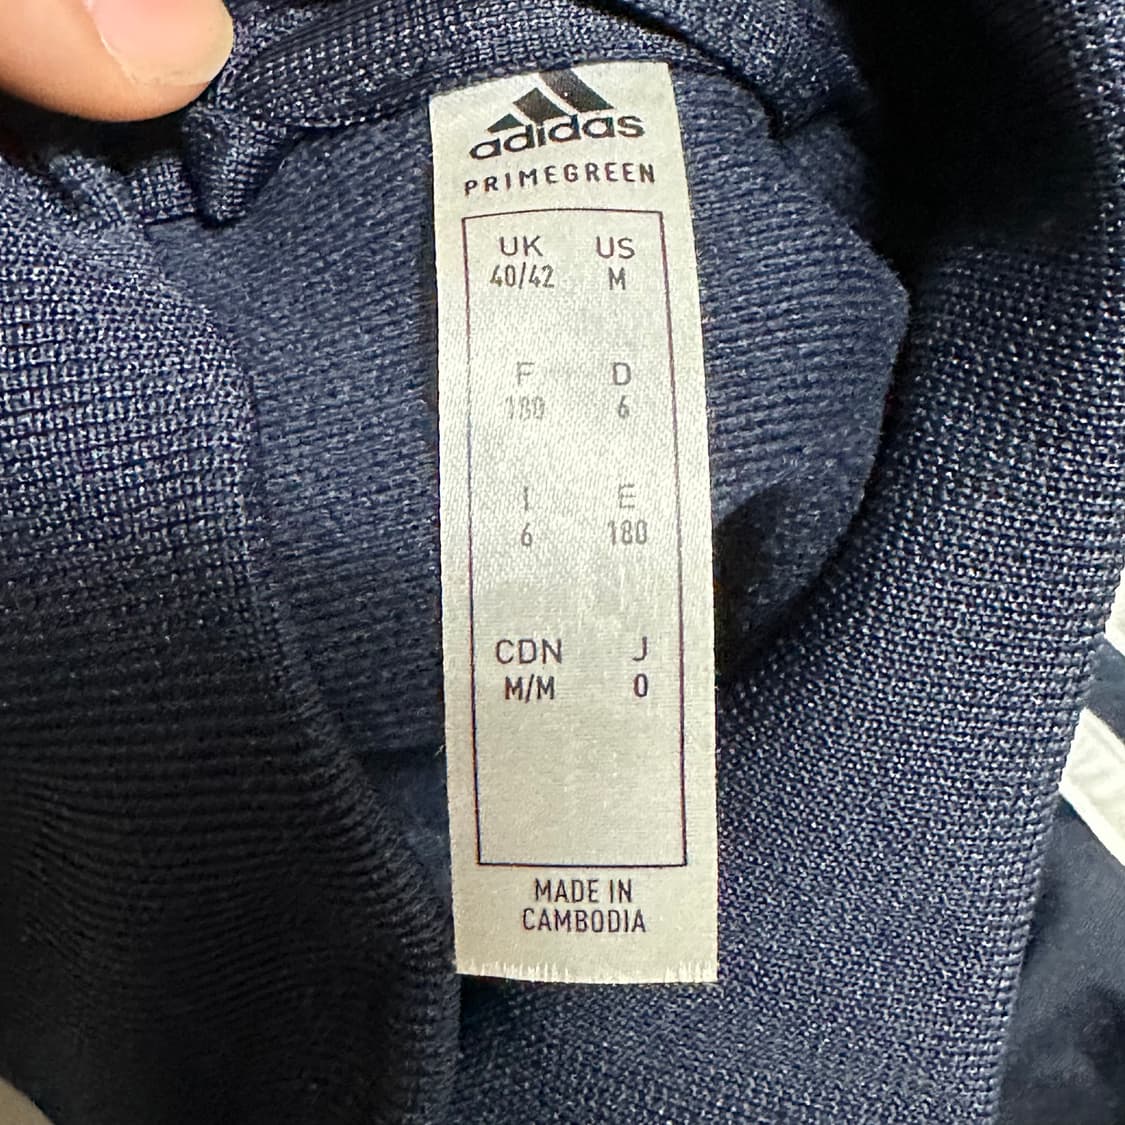 adidas
PRIMEGREEN
UK US
40/42 M
F D
180 6
I E
6 180
CDN J
M/M O
MADE IN
CAMBODIA